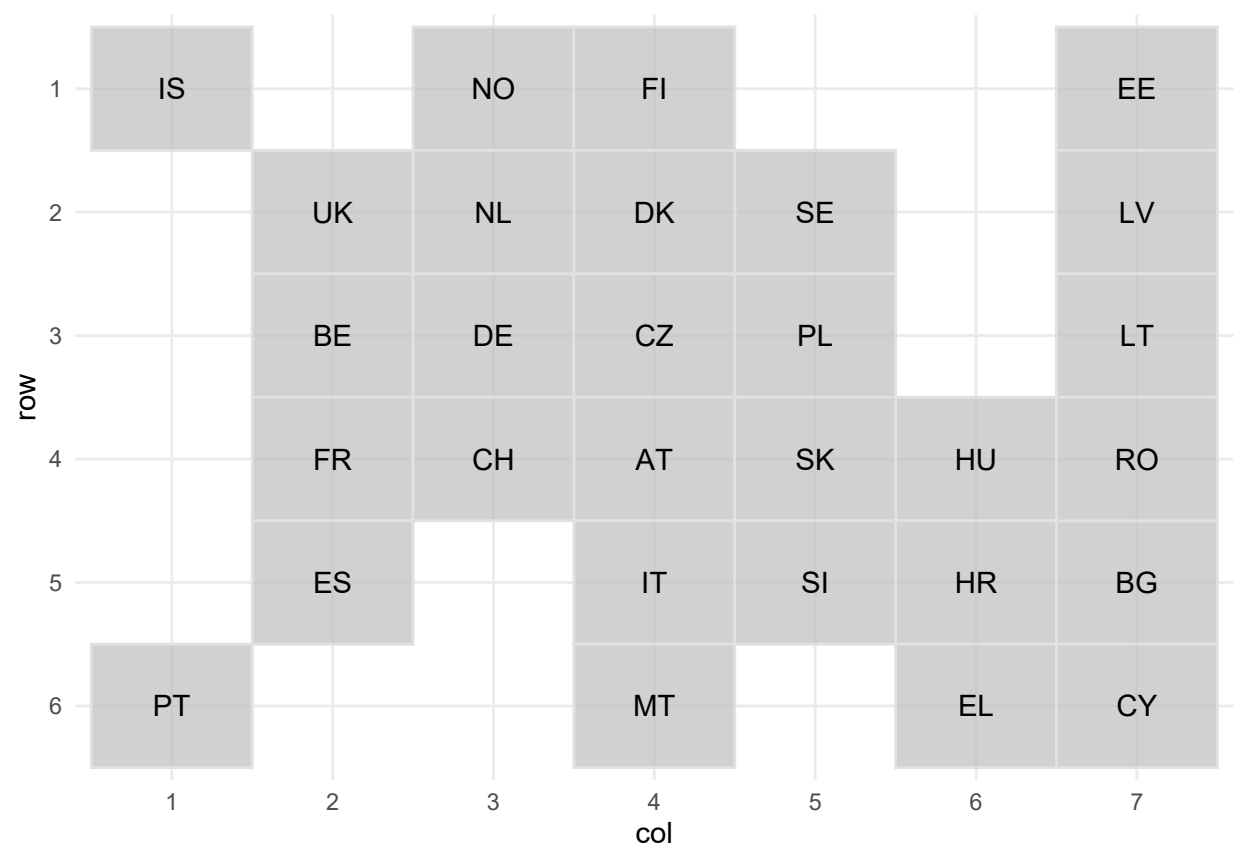 1 IS NO FI EE
2 UK NL DK SE LV
3 BE DE CZ PL LT
row
4 FR CH AT SK HU RO
5 ES IT SI HR BG
6 PT MT EL CY
1 2 3 4 5 6 7
col